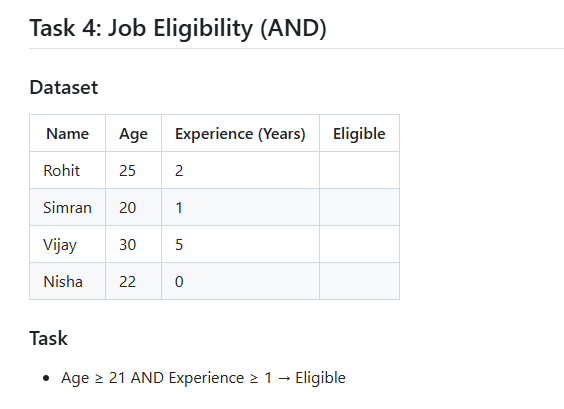 Task 4: Job Eligibility (AND)
Dataset
Name Age Experience (Years) Eligible
Rohit 25 2
Simran 20 1
Vijay 30 5
Nisha 22 0
Task
• Age ≥ 21 AND Experience ≥ 1 → Eligible